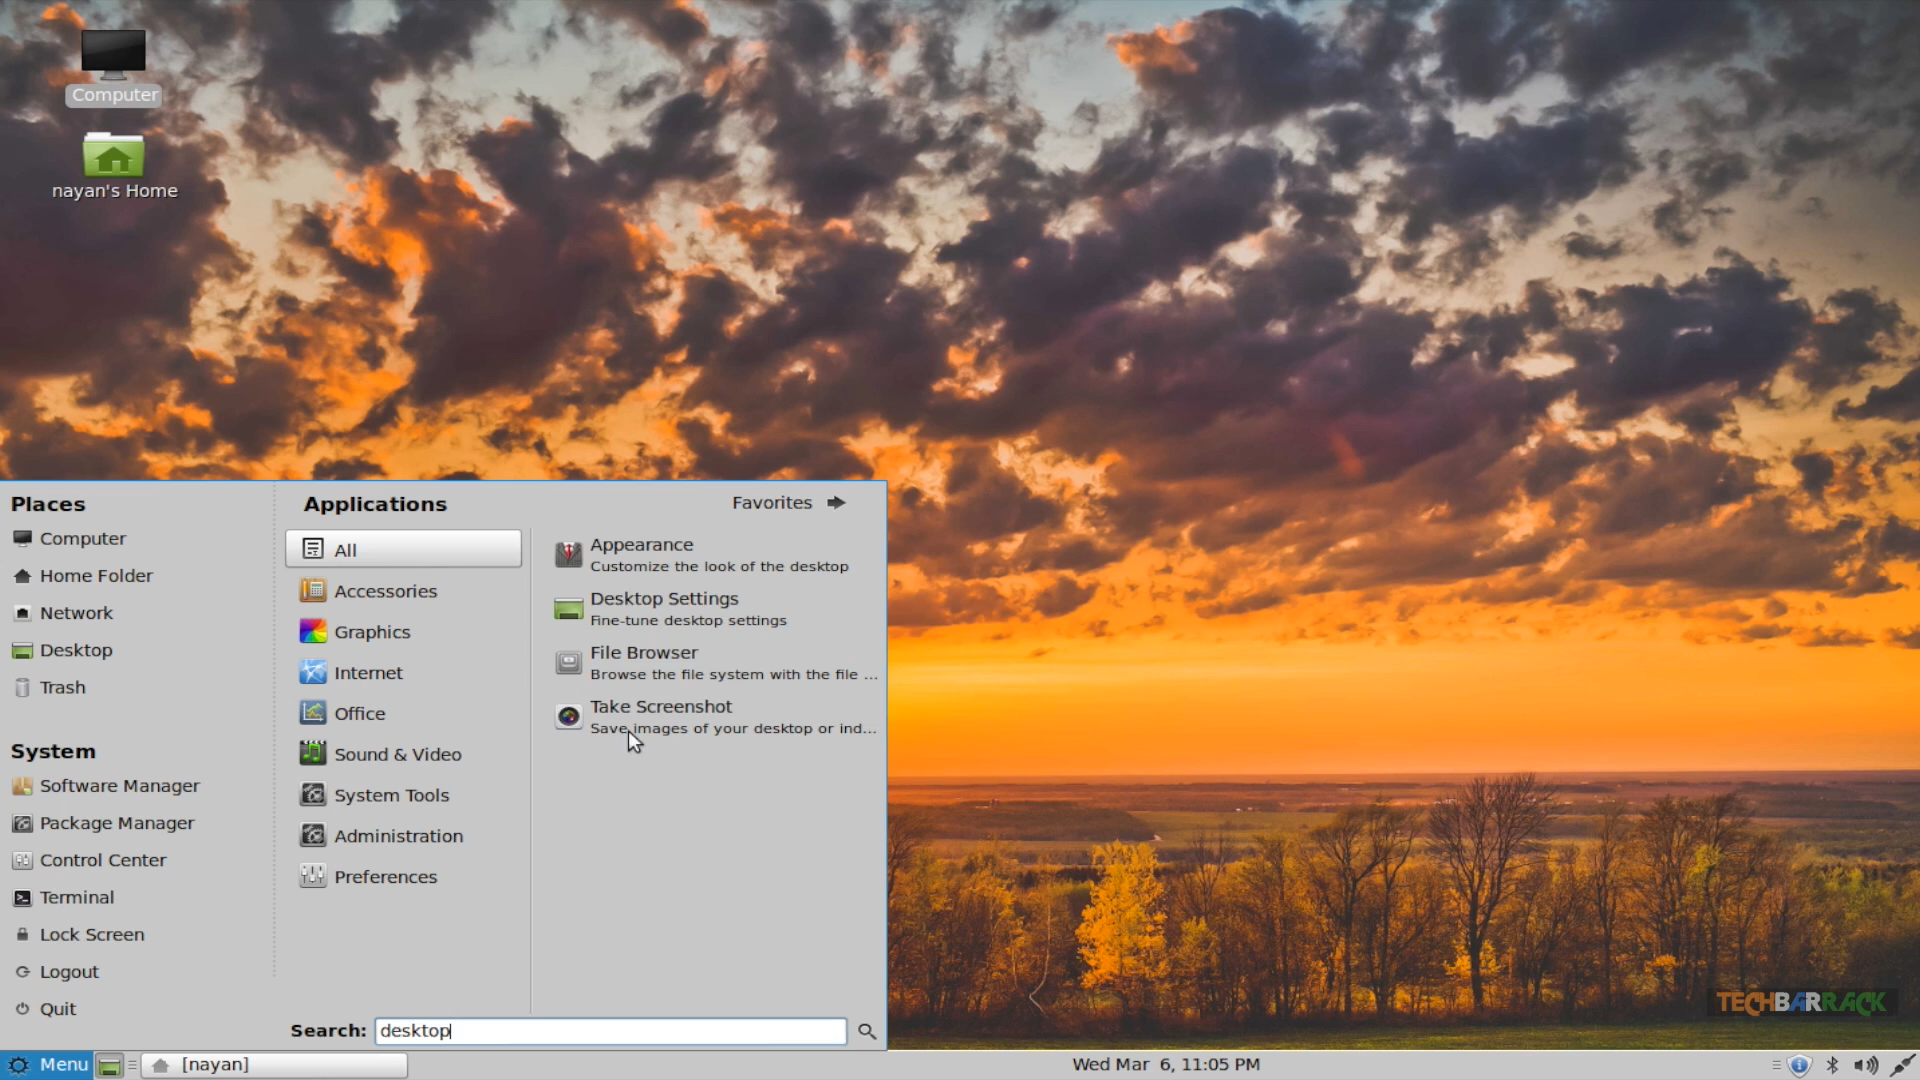 Computer
nayan's Home
Places
Computer
Home Folder
Network
Desktop
Trash
System
Software Manager
Package Manager
Control Center
Terminal
Lock Screen
Logout
Quit
Applications
All
Accessories
Graphics
Internet
Office
Sound & Video
System Tools
Administration
Preferences
Favorites
Appearance
Customize the look of the desktop
Desktop Settings
Fine-tune desktop settings
File Browser
Browse the file system with the file ...
Take Screenshot
Save images of your desktop or ind...
Search: desktop
TECHBARRACK
Menu
[nayan]
Wed Mar 6, 11:05 PM